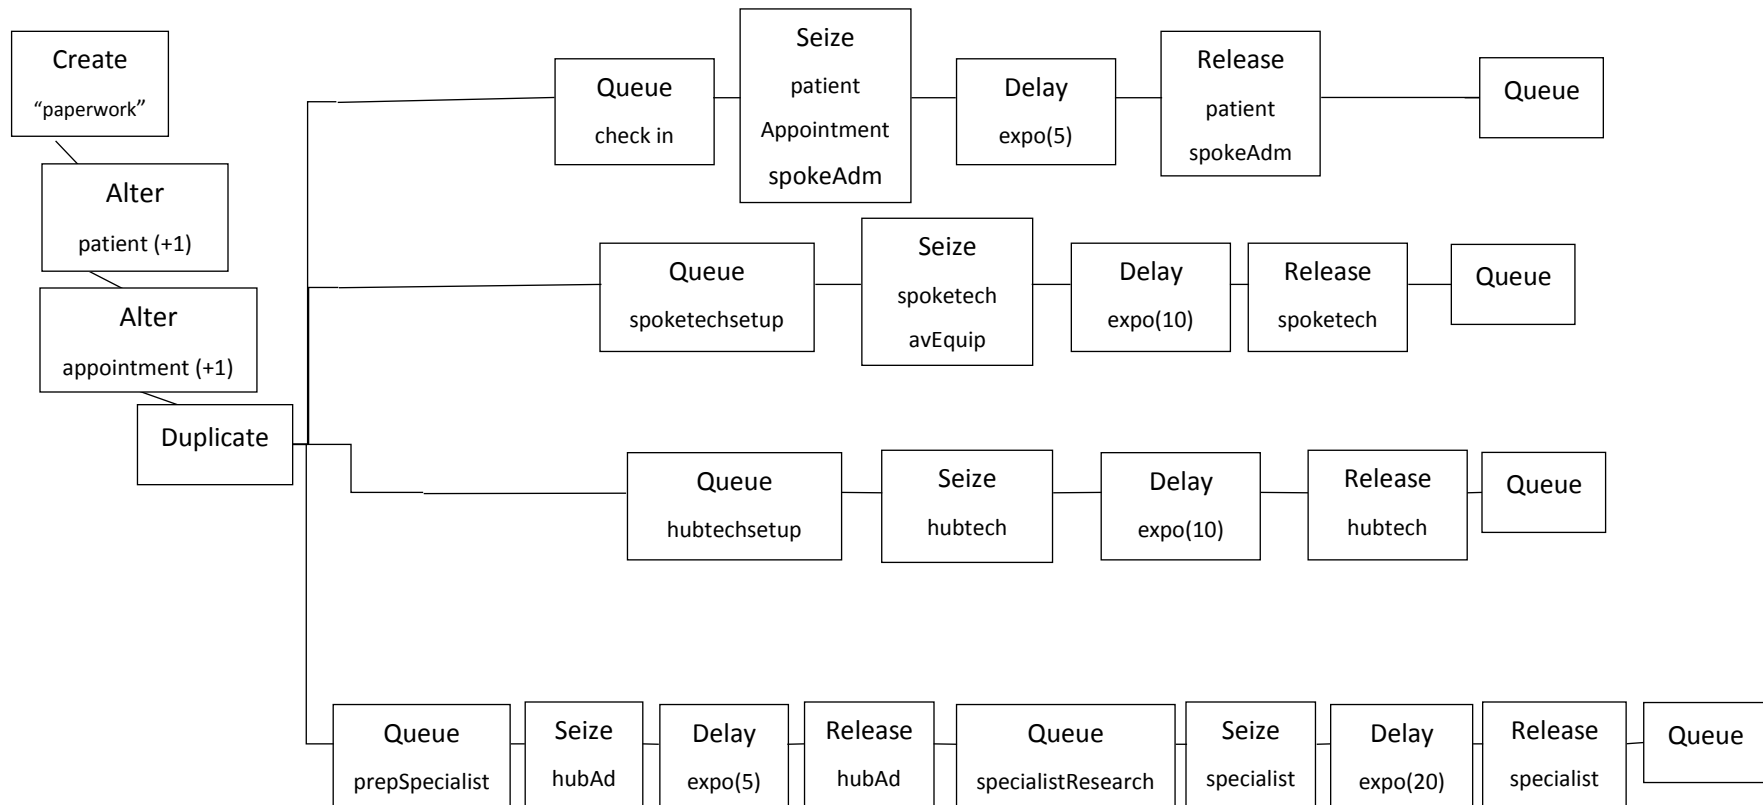 Create
“paperwork”
Alter
patient (+1)
Alter
appointment (+1)
Duplicate
Queue
check in
Seize
patient
Appointment
spokeAdm
Delay
expo(5)
Release
patient
spokeAdm
Queue
Queue
spoketechsetup
Seize
spoketech
avEquip
Delay
expo(10)
Release
spoketech
Queue
Queue
hubtechsetup
Seize
hubtech
Delay
expo(10)
Release
hubtech
Queue
Queue
prepSpecialist
Seize
hubAd
Delay
expo(5)
Release
hubAd
Queue
specialistResearch
Seize
specialist
Delay
expo(20)
Release
specialist
Queue